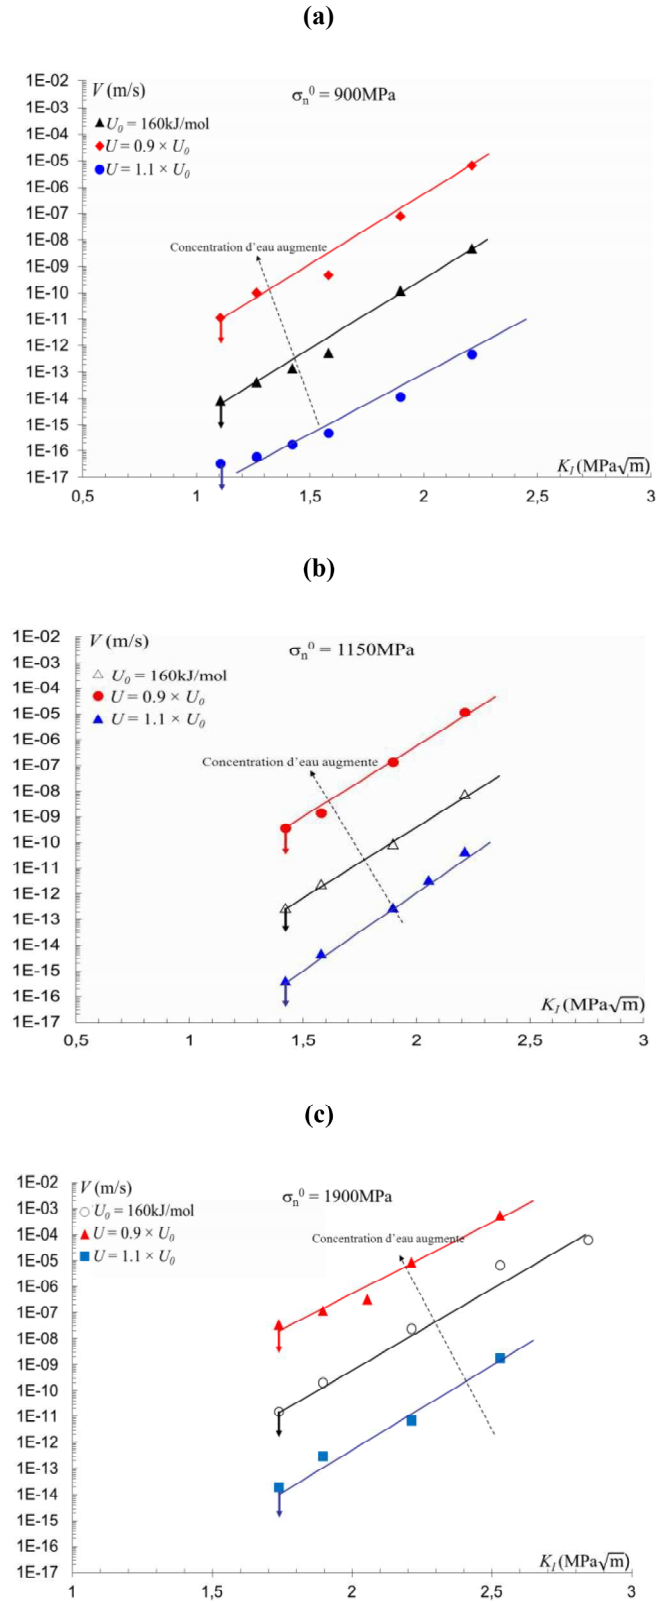 (a)
1E-02
V (m/s)
σn⁰ = 900MPa
1E-03
1E-04
▲ U₀ = 160kJ/mol
1E-05
◆ U = 0.9 × U₀
1E-06
● U = 1.1 × U₀
1E-07
1E-08
Concentration d'eau augmente
1E-09
1E-10
1E-11
1E-12
1E-13
1E-14
1E-15
1E-16
1E-17
K_I (MPa√m)
0,5 1 1,5 2 2,5 3
(b)
1E-02
V (m/s)
σn⁰ = 1150MPa
1E-03
△ U₀ = 160kJ/mol
1E-04
● U = 0.9 × U₀
1E-05
▲ U = 1.1 × U₀
1E-06
1E-07
Concentration d'eau augmente
1E-08
1E-09
1E-10
1E-11
1E-12
1E-13
1E-14
1E-15
1E-16
1E-17
K_I (MPa√m)
0,5 1 1,5 2 2,5 3
(c)
1E-02
V (m/s)
σn⁰ = 1900MPa
1E-03
○ U₀ = 160kJ/mol
1E-04
▲ U = 0.9 × U₀
Concentration d'eau augmente
1E-05
■ U = 1.1 × U₀
1E-06
1E-07
1E-08
1E-09
1E-10
1E-11
1E-12
1E-13
1E-14
1E-15
1E-16
1E-17
K_I (MPa√m)
1 1,5 2 2,5 3